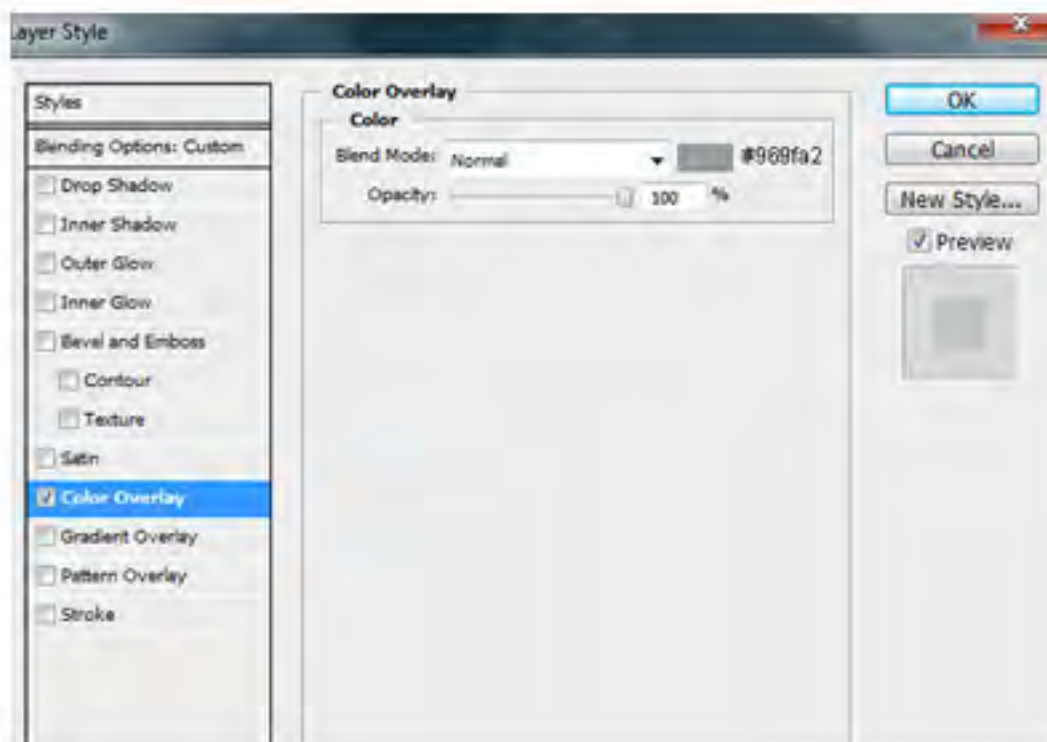 ayer Style
Styles
Blending Options: Custom
Drop Shadow
Inner Shadow
Outer Glow
Inner Glow
Bevel and Emboss
Contour
Texture
Satin
Color Overlay
Gradient Overlay
Pattern Overlay
Stroke
Color Overlay
Color
Blend Mode: Normal #969fa2
Opacity: 100 %
OK
Cancel
New Style...
Preview